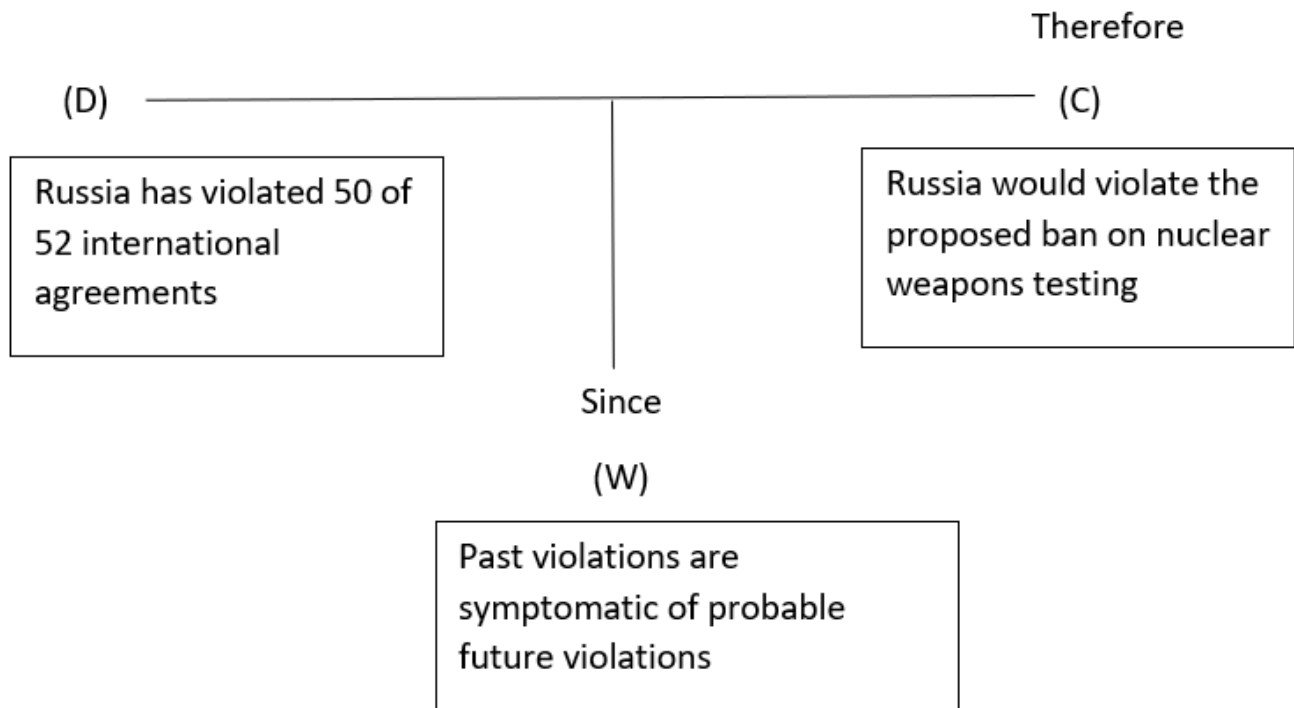 Therefore
(D)
(C)
Russia has violated 50 of
52 international
agreements
Russia would violate the
proposed ban on nuclear
weapons testing
Since
(W)
Past violations are
symptomatic of probable
future violations